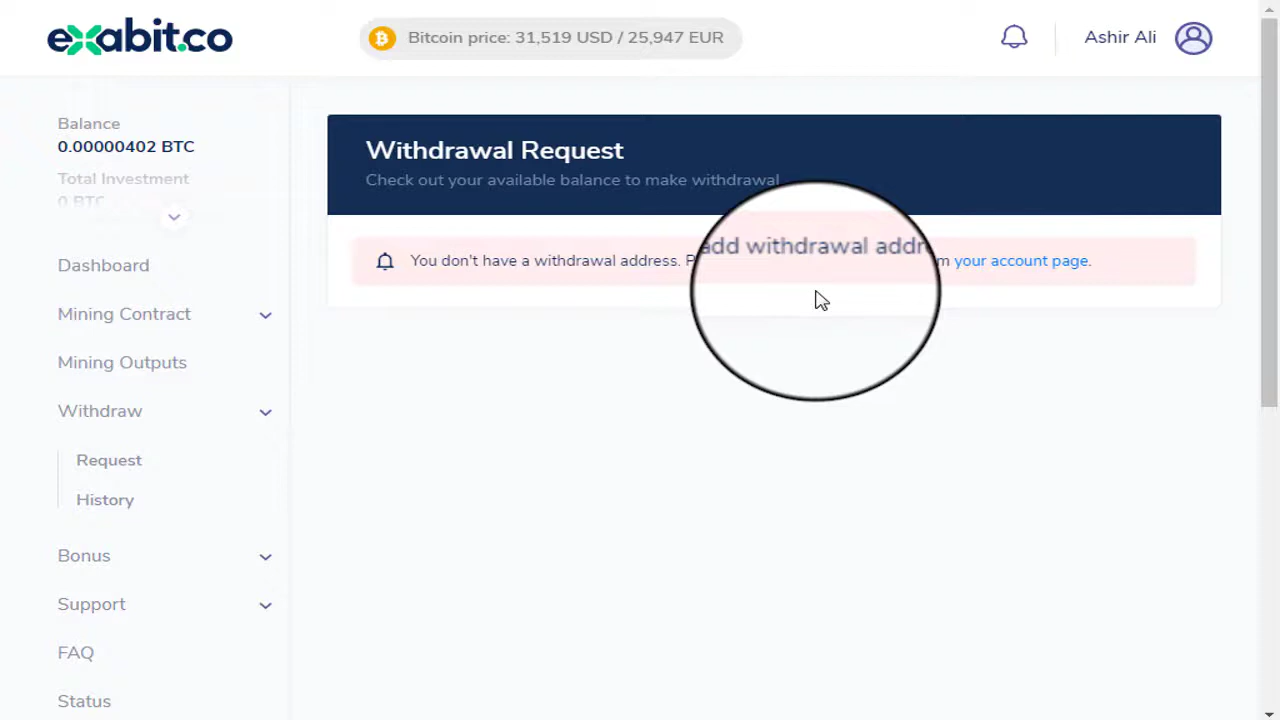 exabit.co
Bitcoin price: 31,519 USD / 25,947 EUR
Ashir Ali
Balance
0.00000402 BTC
Total Investment
0 BTC
Dashboard
Mining Contract
Mining Outputs
Withdraw
Request
History
Bonus
Support
FAQ
Status
Withdrawal Request
Check out your available balance to make withdrawal
You don't have a withdrawal address. add withdrawal your account page.